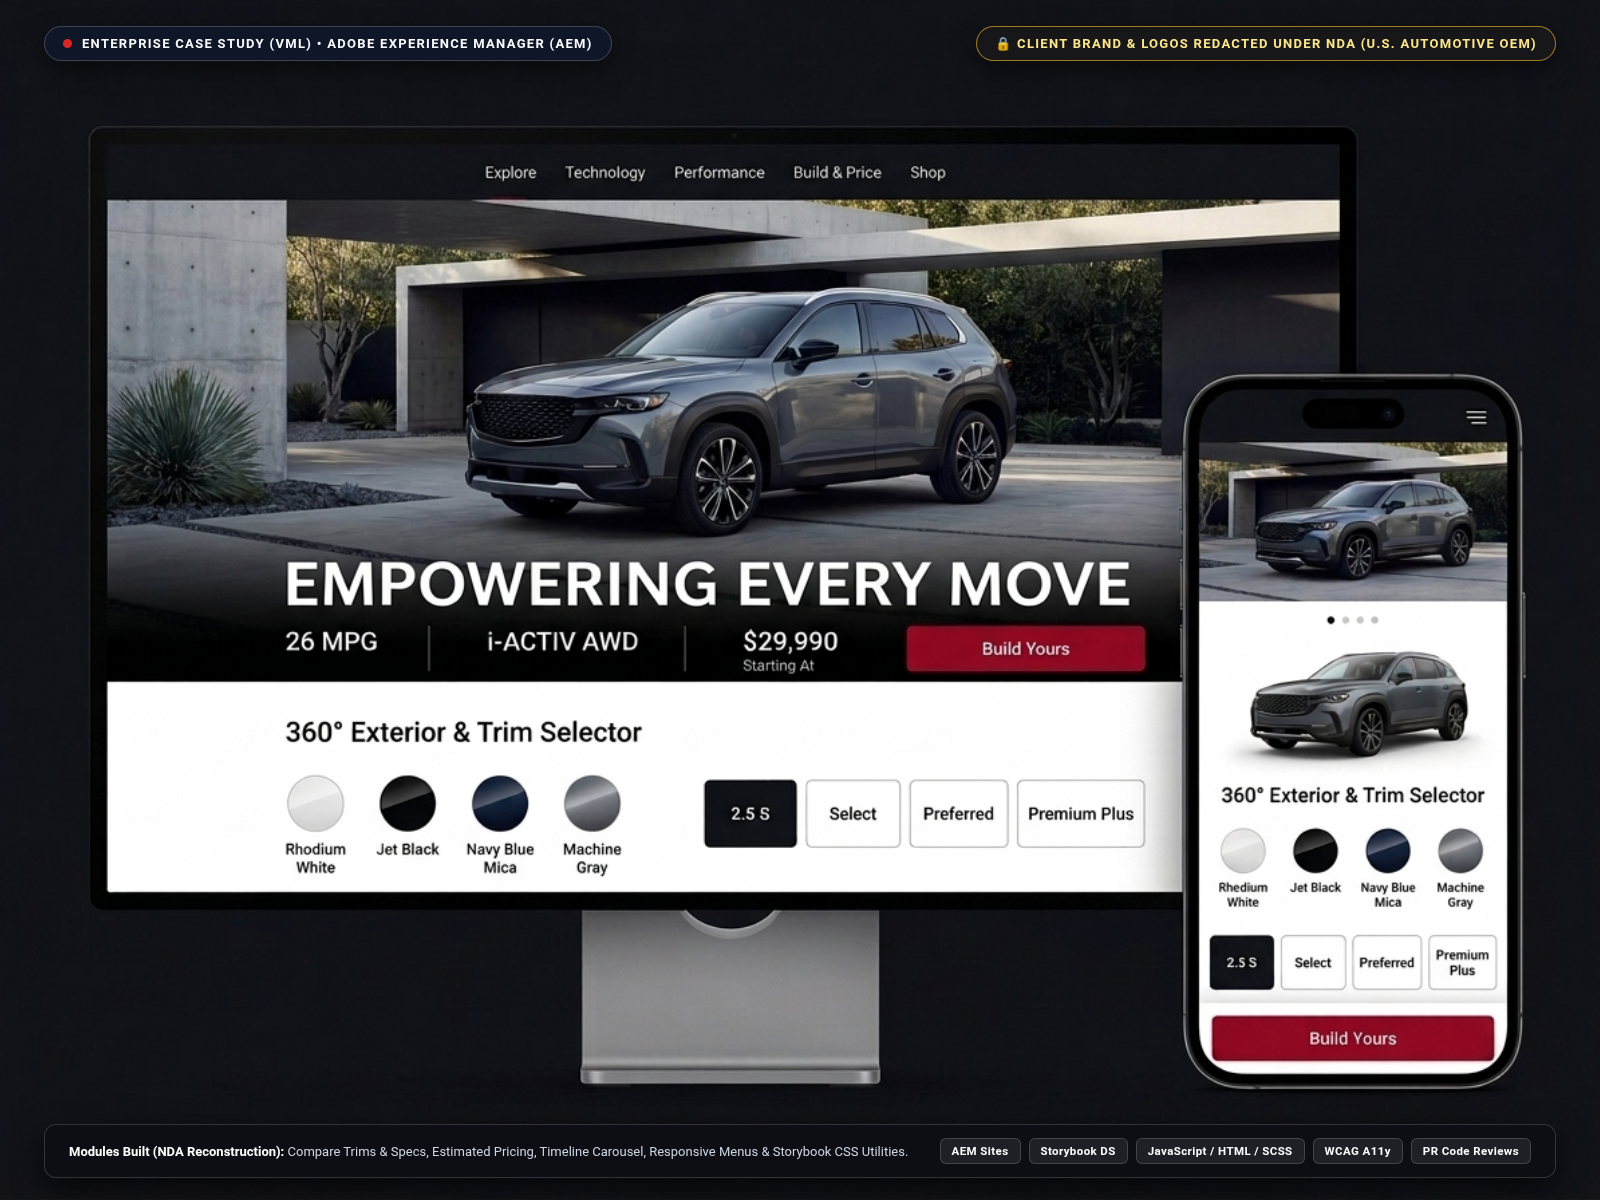 ENTERPRISE CASE STUDY (VML) • ADOBE EXPERIENCE MANAGER (AEM)
🔒 CLIENT BRAND & LOGOS REDACTED UNDER NDA (U.S. AUTOMOTIVE OEM)
Explore Technology Performance Build & Price Shop
EMPOWERING EVERY MOVE
26 MPG
i-ACTIV AWD
$29,990
Starting At
Build Yours
360° Exterior & Trim Selector
Rhodium
White
Jet Black
Navy Blue
Mica
Machine
Gray
2.5 S
Select
Preferred
Premium Plus
360° Exterior & Trim Selector
Rhedium
White
Jet Black
Navy Blue
Mica
Machine
Gray
2.5 S
Select
Preferred
Premium
Plus
Build Yours
Modules Built (NDA Reconstruction): Compare Trims & Specs, Estimated Pricing, Timeline Carousel, Responsive Menus & Storybook CSS Utilities.
AEM Sites
Storybook DS
JavaScript / HTML / SCSS
WCAG A11y
PR Code Reviews